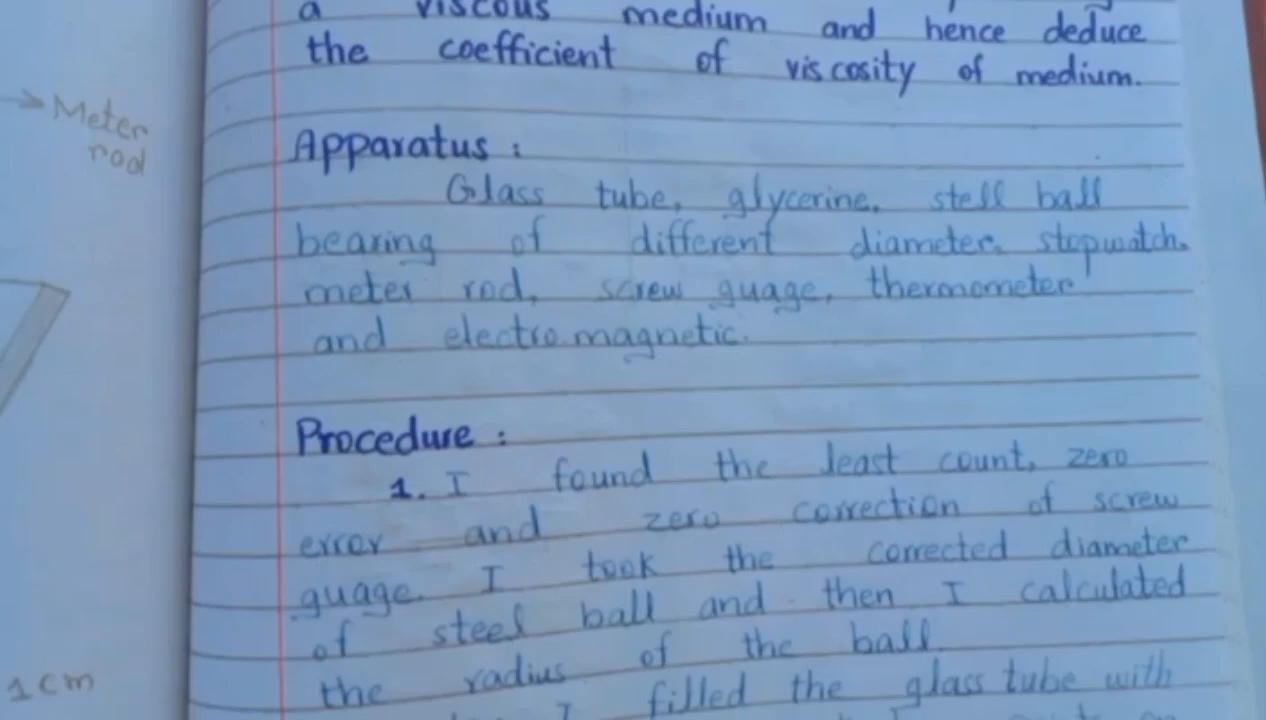 a viscous medium and hence deduce
the coefficient of viscosity of medium.
Apparatus :
Glass tube, glycerine, stell ball
bearing of different diameter, stopwatch,
meter rod, screw guage, thermometer
and electromagnetic.
Procedure :
1. I found the least count, zero
error and zero correction of screw
guage. I took the corrected diameter
of steel ball and then I calculated
the radius of the ball.
I filled the glass tube with
Meter
rod
1cm